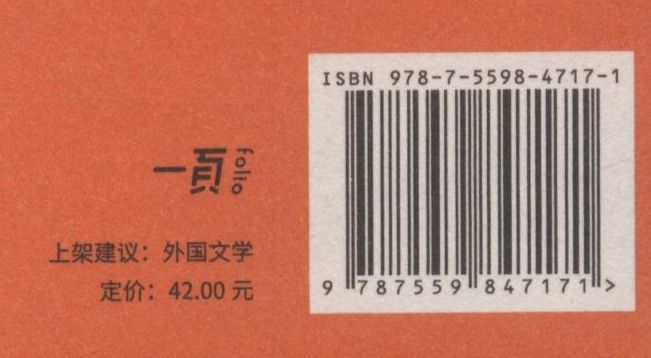 ISBN 978-7-5598-4717-1
一頁 folio
上架建议：外国文学
定价：42.00 元
9 787559 847171 >